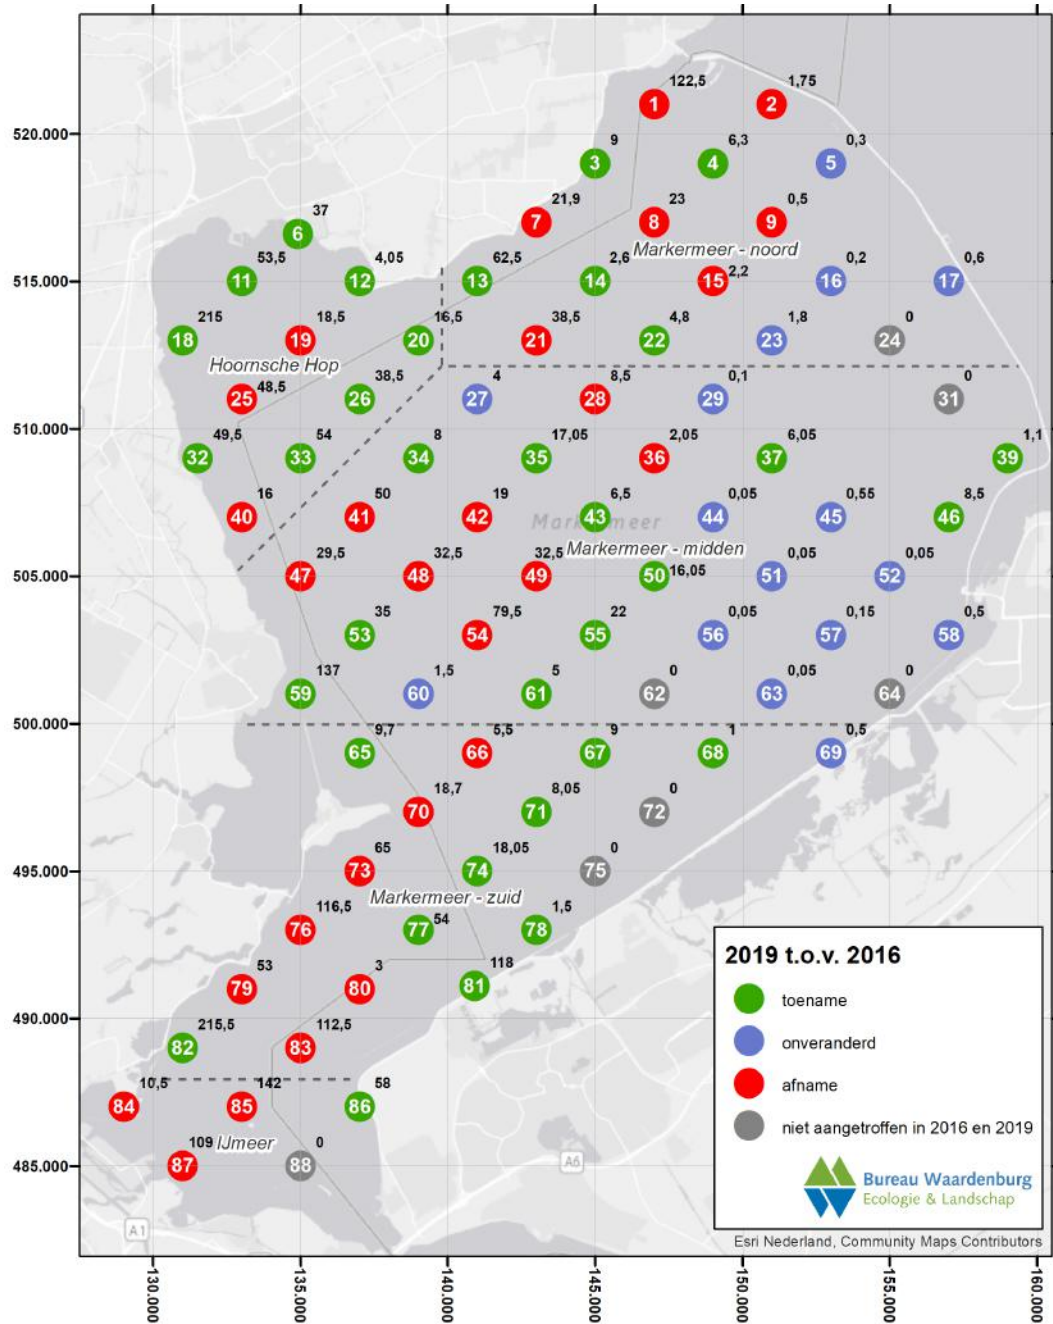 122,5 1,75
1 2
520.000
9 6,3 0,3
3 4 5
21,9 23 0,5
37
7 8 9
6
Markermeer - noord
53,5 4,05 62,5 2,6 2,2 0,2 0,6
515.000
11 12 13 14 15 16 17
215 18,5 16,5 38,5 4,8 1,8 0
18 19 20 21 22 23 24
Hoornsche Hop
48,5 38,5 4 8,5 0,1 0
25 26 27 28 29 31
510.000
49,5 54 8 17,05 2,05 6,05 1,1
32 33 34 35 36 37 39
16 50 19 6,5 0,05 0,55 8,5
40 41 42 43 44 45 46
Markermeer
Markermeer - midden
29,5 32,5 32,5 16,05 0,05 0,05
505.000
47 48 49 50 51 52
35 79,5 22 0,05 0,15 0,5
53 54 55 56 57 58
137 1,5 5 0 0,05 0
59 60 61 62 63 64
500.000
9,7 5,5 9 1 0,5
65 66 67 68 69
18,7 8,05 0
70 71 72
65 18,05 0
495.000
73 74 75
Markermeer - zuid
116,5 54 1,5
76 77 78
53 3 118
79 80 81
490.000
215,5 112,5
82 83
10,5 142 58
84 85 86
109 IJmeer 0
485.000
87 88
A6
A1
2019 t.o.v. 2016
toename
onveranderd
afname
niet aangetroffen in 2016 en 2019
Bureau Waardenburg
Ecologie & Landschap
Esri Nederland, Community Maps Contributors
130.000 135.000 140.000 145.000 150.000 155.000 160.000